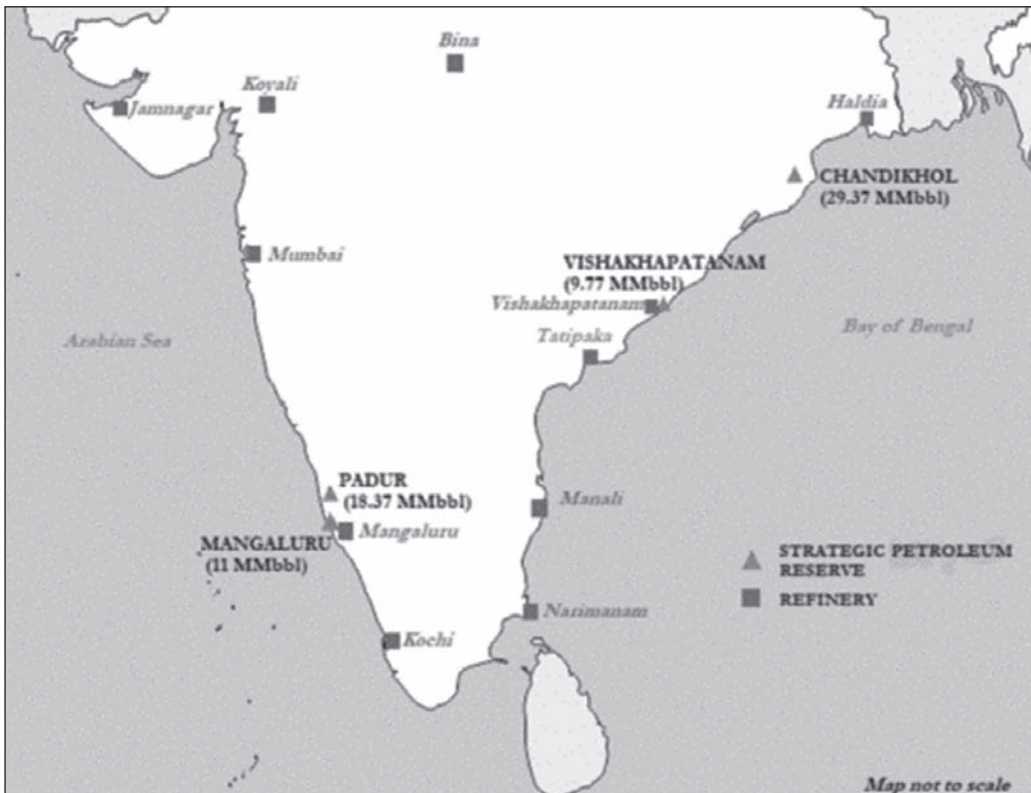 Bina
Koyali
Jamnagar
Haldia
CHANDIKHOL
(29.37 MMbbl)
Mumbai
VISHAKHAPATANAM
(9.77 MMbbl)
Vishakhapatanam
Arabian Sea
Bay of Bengal
Tatipaka
PADUR
(18.37 MMbbl)
Manali
Mangaluru
MANGALURU
(11 MMbbl)
STRATEGIC PETROLEUM
RESERVE
REFINERY
Narimanam
Kochi
Map not to scale